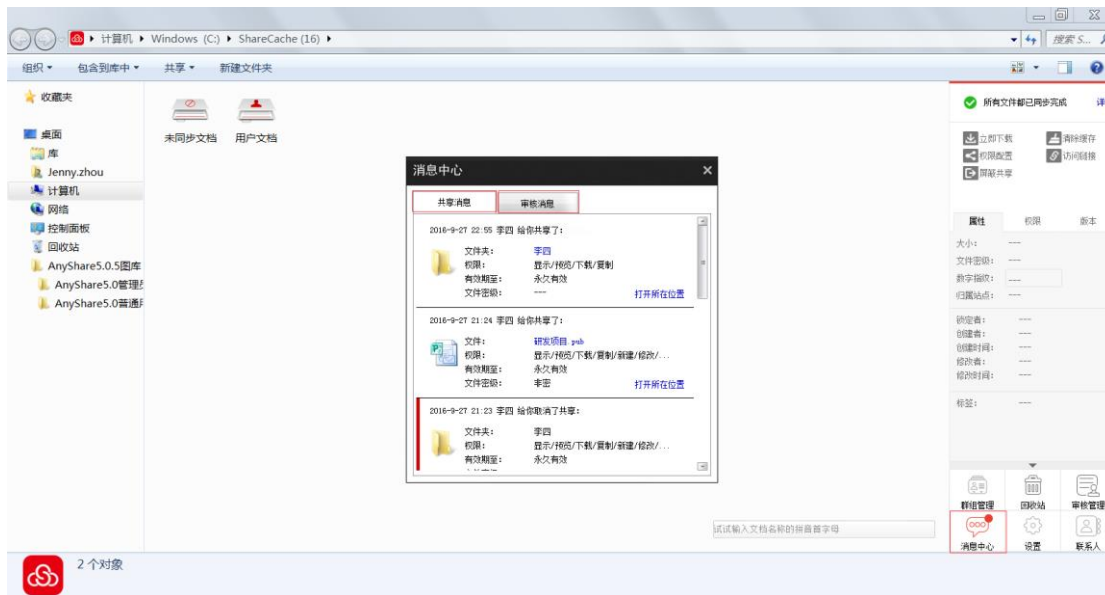 计算机 ▸ Windows (C:) ▸ ShareCache (16) ▸
搜索 S...
组织 包含到库中 共享 新建文件夹
收藏夹
桌面
库
Jenny.zhou
计算机
网络
控制面板
回收站
AnyShare5.0.5图库
AnyShare5.0管理员
AnyShare5.0普通用
未同步文档
用户文档
消息中心
共享消息
审核消息
2016-9-27 22:55 李四 给你共享了:
文件夹: 李四
权限: 显示/预览/下载/复制
有效期至: 永久有效
文件密级: ---
打开所在位置
2016-9-27 21:24 李四 给你共享了:
文件: 研发项目.pub
权限: 显示/预览/下载/复制/新建/修改/...
有效期至: 永久有效
文件密级: 非密
打开所在位置
2016-9-27 21:23 李四 给你取消了共享:
文件夹: 李四
权限: 显示/预览/下载/复制/新建/修改/...
有效期至: 永久有效
试试输入文档名称的拼音首字母
所有文件都已同步完成 详
立即下载 清除缓存
权限配置 访问链接
屏蔽共享
属性 权限 版本
大小: ---
文件密级: ---
数字指纹: ---
归属站点: ---
锁定者: ---
创建者: ---
创建时间: ---
修改者: ---
修改时间: ---
标签: ---
群组管理 回收站 审核管理
消息中心 设置 联系人
2 个对象